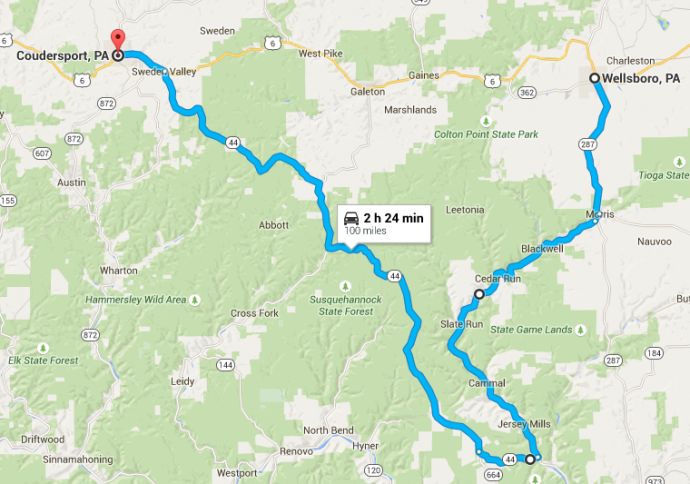 Sweden
6
Charleston
Coudersport, PA
6
West Pike
Sweden Valley
6
Gaines
6
Wellsboro, PA
Galeton
362
872
Marshlands
Colton Point State Park
44
287
872
607
Tioga State
Austin
155
Leetonia
Morris
2 h 24 min
100 miles
Abbott
Nauvoo
Blackwell
Wharton
44
Cedar Run
Susquehannock
State Forest
Hammersley Wild Area
Cross Fork
Slate Run
State Game Lands
287
872
184
Elk State Forest
144
Leidy
Cammal
Jersey Mills
North Bend
Driftwood
Hyner
Renovo
44
Sinnamahoning
Westport
120
664